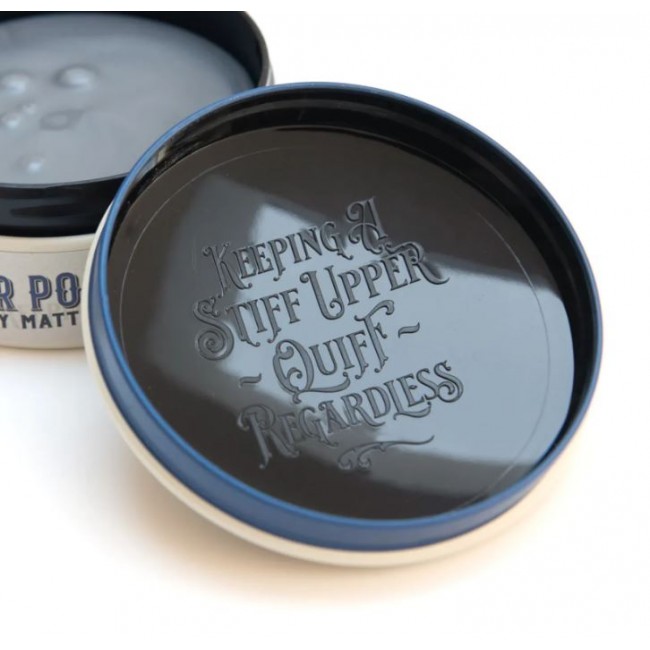 R PO
Y MATT
KEEPING A
STIFF UPPER
~ QUIFF ~
REGARDLESS